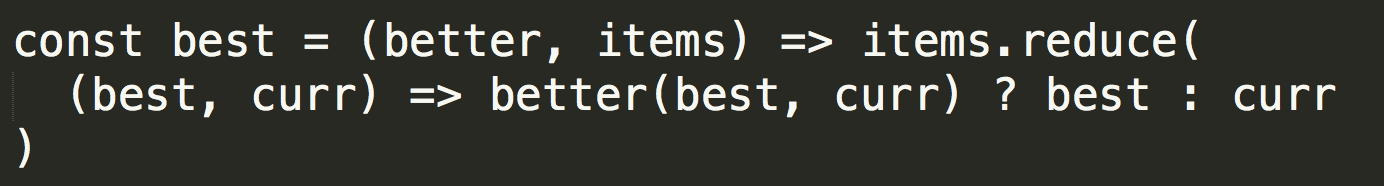 const best = (better, items) => items.reduce(
  (best, curr) => better(best, curr) ? best : curr
)